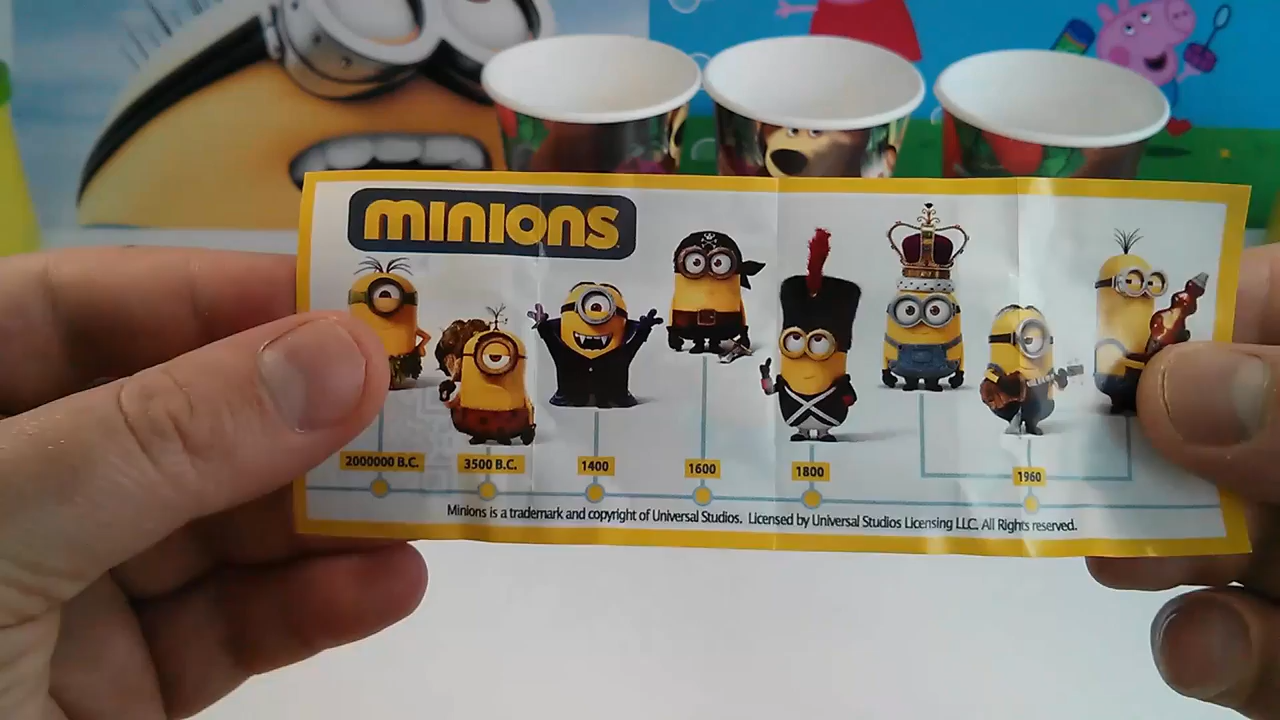 MINIONS
2000000 B.C.
3500 B.C.
1400
1600
1800
1960
Minions is a trademark and copyright of Universal Studios. Licensed by Universal Studios Licensing LLC. All Rights reserved.